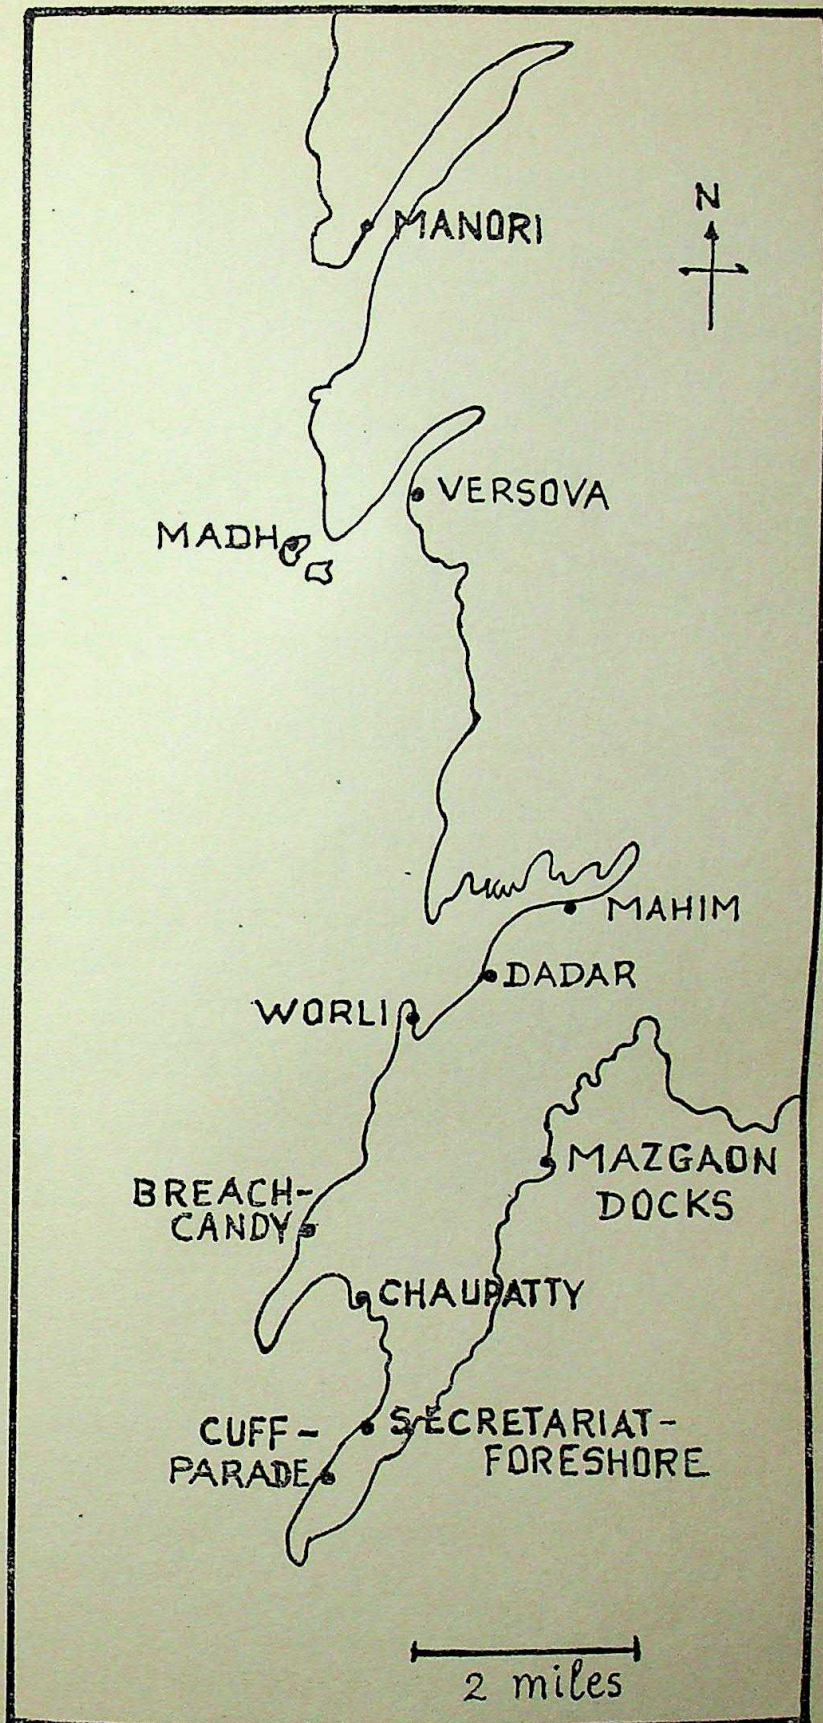 N
MANORI
VERSOVA
MADH
MAHIM
DADAR
WORLI
MAZGAON
DOCKS
BREACH-
CANDY
CHAUPATTY
SECRETARIAT-
FORESHORE
CUFF-
PARADE
2 miles